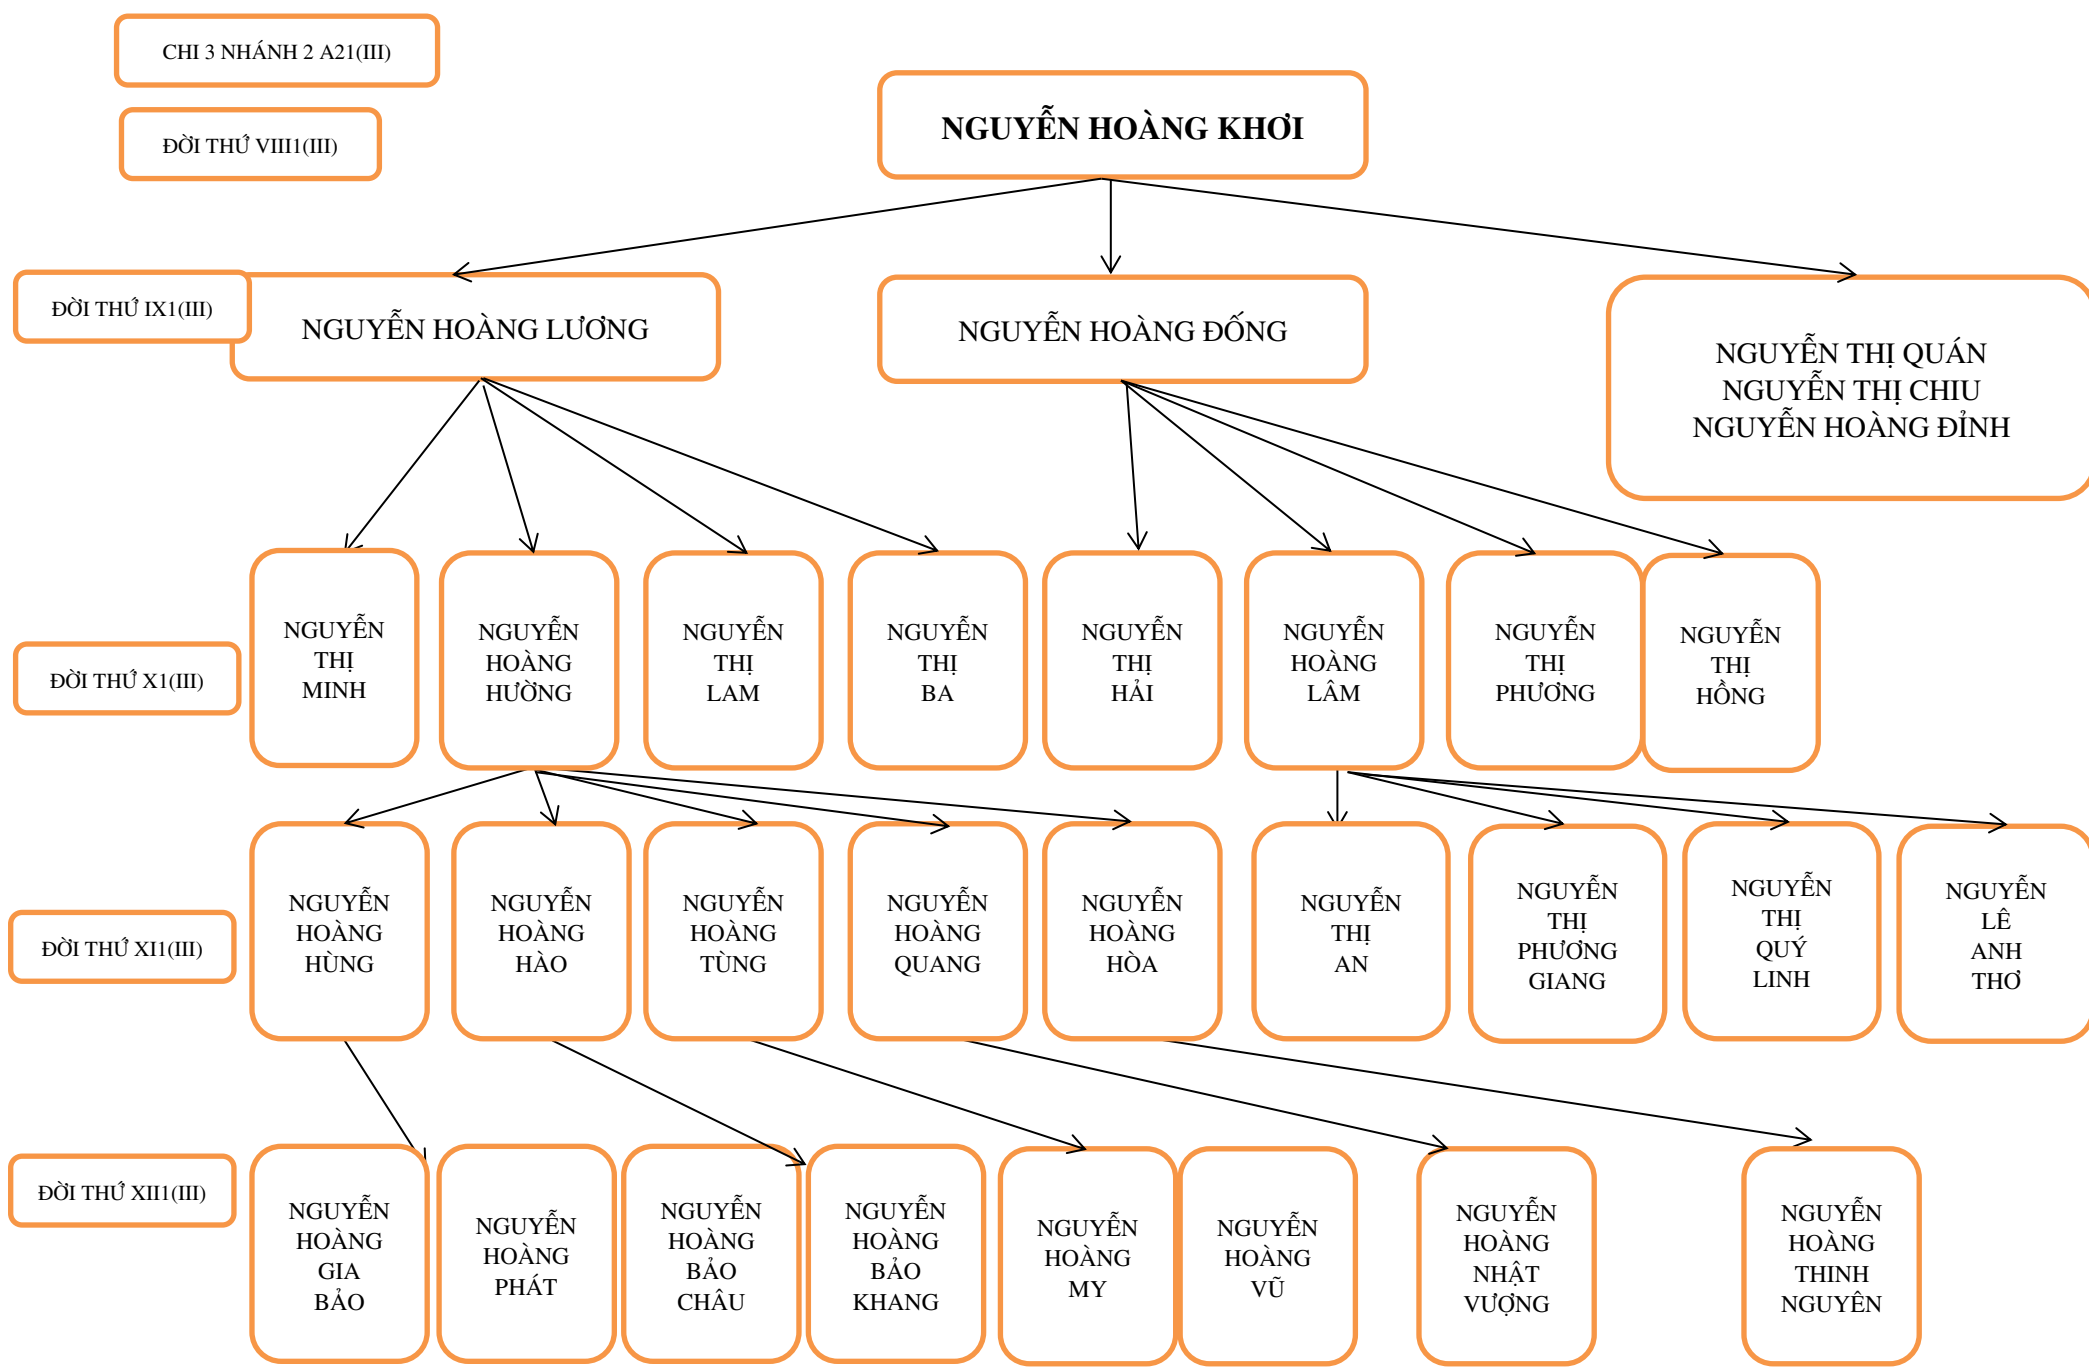 CHI 3 NHÁNH 2 A21(III)
ĐỜI THỨ VIII1(III)
NGUYỄN HOÀNG KHƠI
ĐỜI THỨ IX1(III)
NGUYỄN HOÀNG LƯƠNG
NGUYỄN HOÀNG ĐỐNG
NGUYỄN THỊ QUÁN
NGUYỄN THỊ CHIU
NGUYỄN HOÀNG ĐỈNH
ĐỜI THỨ X1(III)
NGUYỄN
THỊ
MINH
NGUYỄN
HOÀNG
HƯỜNG
NGUYỄN
THỊ
LAM
NGUYỄN
THỊ
BA
NGUYỄN
THỊ
HẢI
NGUYỄN
HOÀNG
LÂM
NGUYỄN
THỊ
PHƯƠNG
NGUYỄN
THỊ
HỒNG
ĐỜI THỨ XI1(III)
NGUYỄN
HOÀNG
HÙNG
NGUYỄN
HOÀNG
HÀO
NGUYỄN
HOÀNG
TÙNG
NGUYỄN
HOÀNG
QUANG
NGUYỄN
HOÀNG
HÒA
NGUYỄN
THỊ
AN
NGUYỄN
THỊ
PHƯƠNG
GIANG
NGUYỄN
THỊ
QUÝ
LINH
NGUYỄN
LÊ
ANH
THƠ
ĐỜI THỨ XII1(III)
NGUYỄN
HOÀNG
GIA
BẢO
NGUYỄN
HOÀNG
PHÁT
NGUYỄN
HOÀNG
BẢO
CHÂU
NGUYỄN
HOÀNG
BẢO
KHANG
NGUYỄN
HOÀNG
MY
NGUYỄN
HOÀNG
VŨ
NGUYỄN
HOÀNG
NHẬT
VƯỢNG
NGUYỄN
HOÀNG
THINH
NGUYÊN